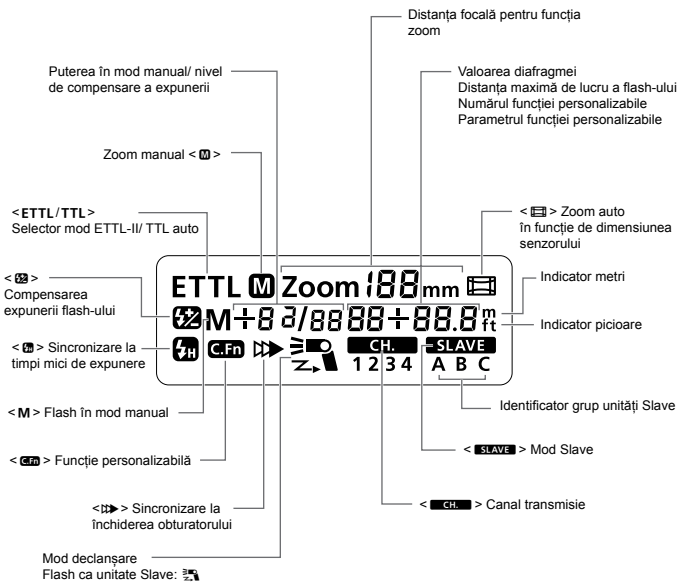 Distanța focală pentru funcția
zoom
Puterea în mod manual/ nivel
de compensare a expunerii
Valoarea diafragmei
Distanța maximă de lucru a flash-ului
Numărul funcției personalizabile
Parametrul funcției personalizabile
Zoom manual < M >
<ETTL/TTL>
Selector mod ETTL-II/ TTL auto
< > Zoom auto
în funcție de dimensiunea
senzorului
< >
Compensarea
expunerii flash-ului
ETTL M Zoom 188 mm
M+8 a/88 88+88.8 m
ft
H C.Fn CH. SLAVE
1 2 3 4 A B C
Indicator metri
Indicator picioare
< H > Sincronizare la
timpi mici de expunere
< M > Flash în mod manual
Identificator grup unități Slave
< C.Fn > Funcție personalizabilă
< SLAVE > Mod Slave
< > Sincronizare la
închiderea obturatorului
< CH. > Canal transmisie
Mod declanșare
Flash ca unitate Slave: